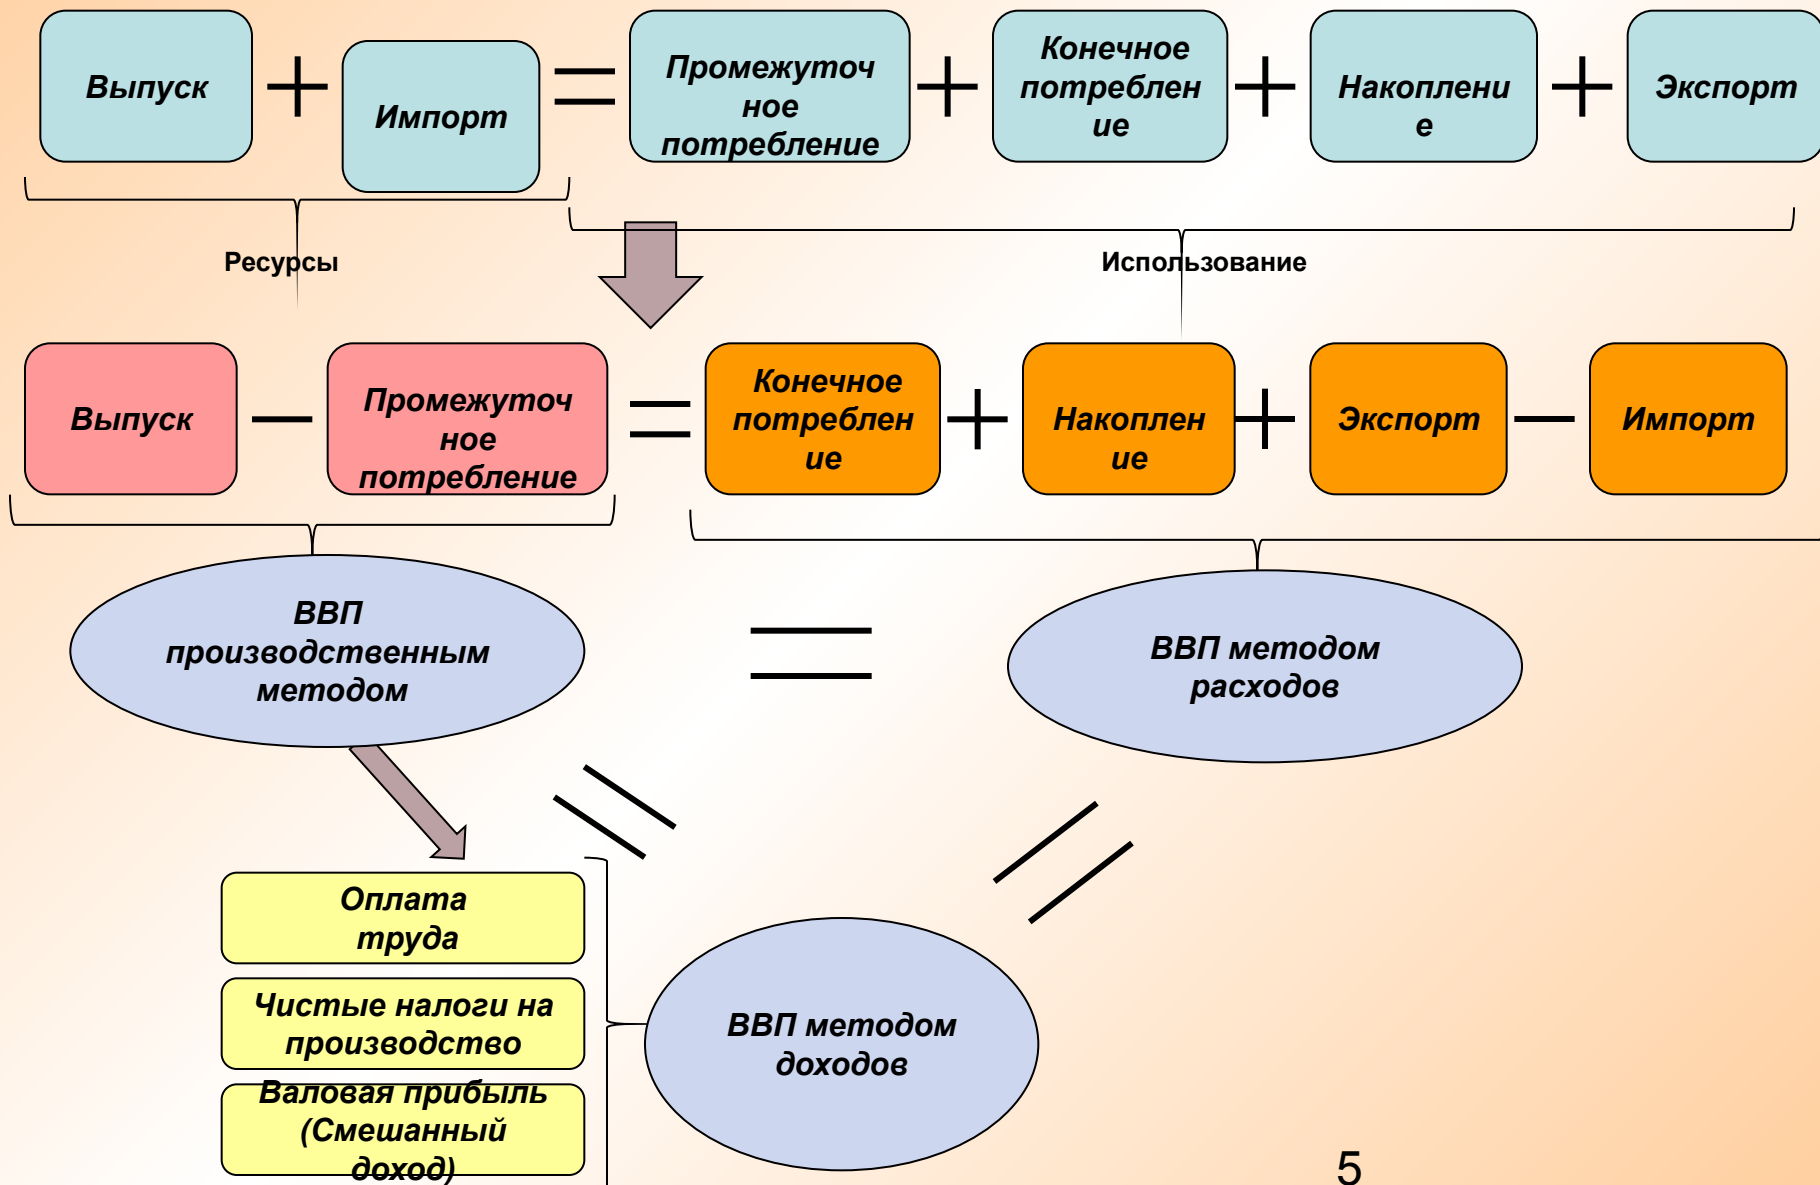 Выпуск
Импорт
Промежуточ
ное
потребление
Конечное
потреблен
ие
Накоплени
е
Экспорт
Ресурсы
Использование
Выпуск
Промежуточ
ное
потребление
Конечное
потреблен
ие
Накоплен
ие
Экспорт
Импорт
ВВП
производственным
методом
ВВП методом
расходов
Оплата
труда
Чистые налоги на
производство
Валовая прибыль
(Смешанный
доход)
ВВП методом
доходов
5